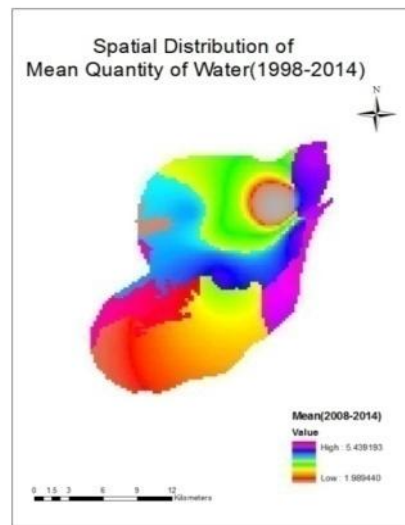 Spatial Distribution of
Mean Quantity of Water(1998-2014)
N
Mean(2008-2014)
Value
High : 5.439193
Low : 1.989440
0 1.5 3 6 9 12
Kilometers